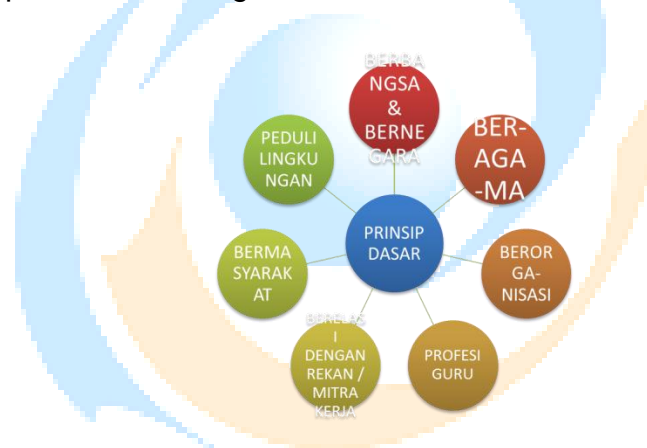 BERBA
NGSA
&
BERNE
GARA
BER-
AGA
-MA
PEDULI
LINGKU
NGAN
PRINSIP
DASAR
BERMA
SYARAK
AT
BEROR
GA-
NISASI
BERELAS
I
DENGAN
REKAN /
MITRA
KERJA
PROFESI
GURU